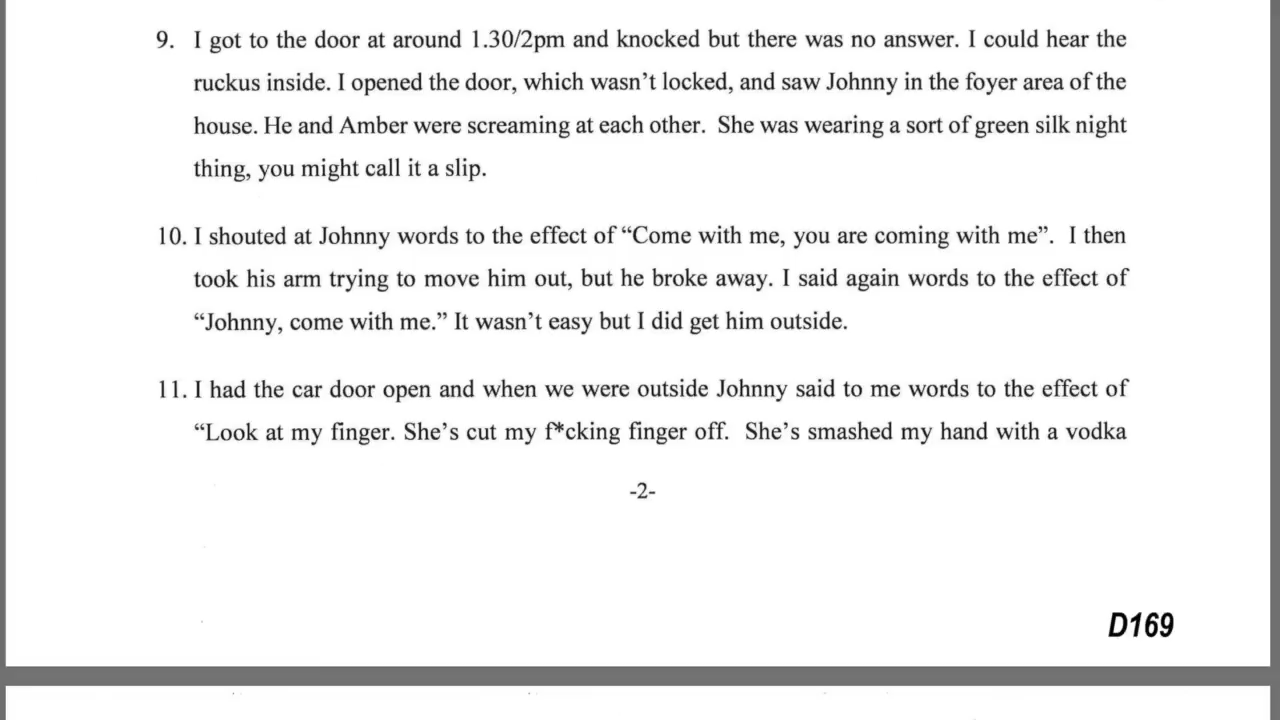 9. I got to the door at around 1.30/2pm and knocked but there was no answer. I could hear the
ruckus inside. I opened the door, which wasn't locked, and saw Johnny in the foyer area of the
house. He and Amber were screaming at each other. She was wearing a sort of green silk night
thing, you might call it a slip.
10. I shouted at Johnny words to the effect of “Come with me, you are coming with me”. I then
took his arm trying to move him out, but he broke away. I said again words to the effect of
“Johnny, come with me.” It wasn't easy but I did get him outside.
11. I had the car door open and when we were outside Johnny said to me words to the effect of
“Look at my finger. She's cut my f*cking finger off. She's smashed my hand with a vodka
-2-
D169